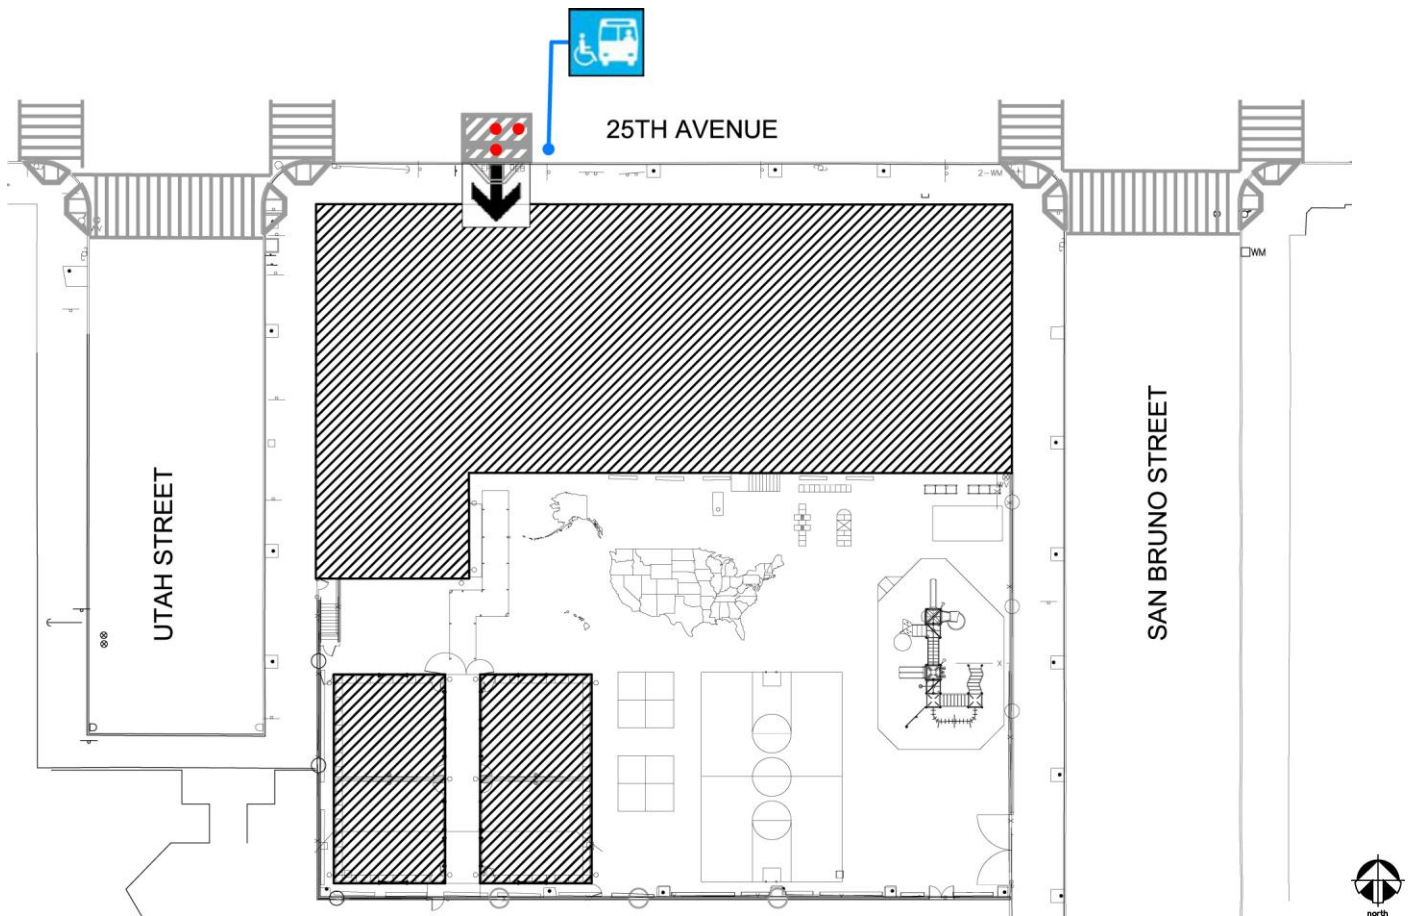 25TH AVENUE
2-WM
WM
UTAH STREET
SAN BRUNO STREET
north